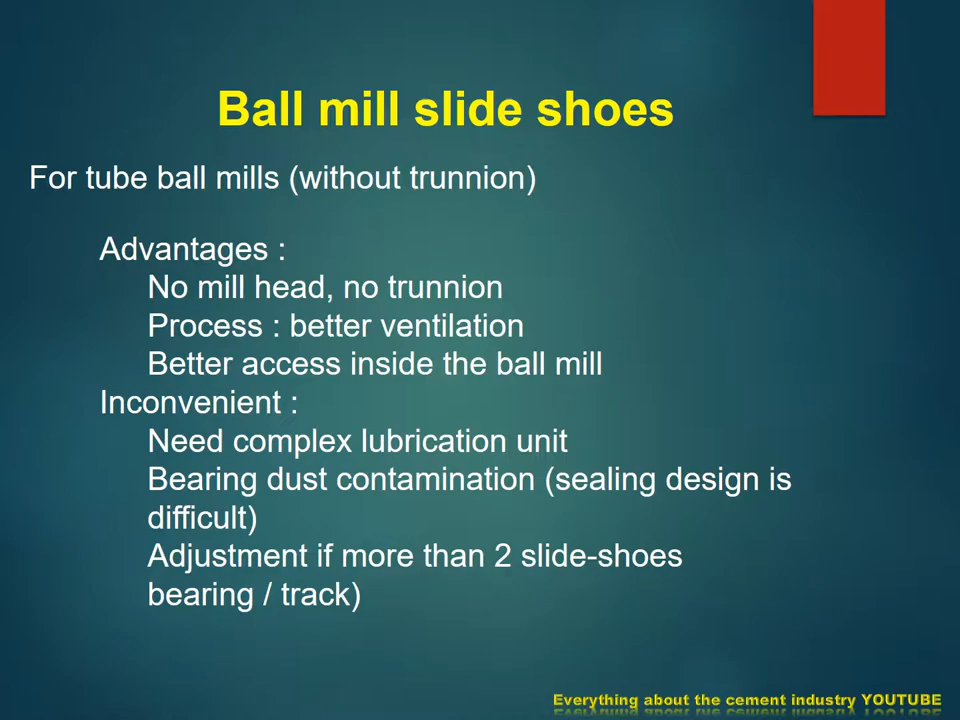 Ball mill slide shoes
For tube ball mills (without trunnion)
Advantages :
No mill head, no trunnion
Process : better ventilation
Better access inside the ball mill
Inconvenient :
Need complex lubrication unit
Bearing dust contamination (sealing design is
difficult)
Adjustment if more than 2 slide-shoes
bearing / track)
Everything about the cement industry YOUTUBE